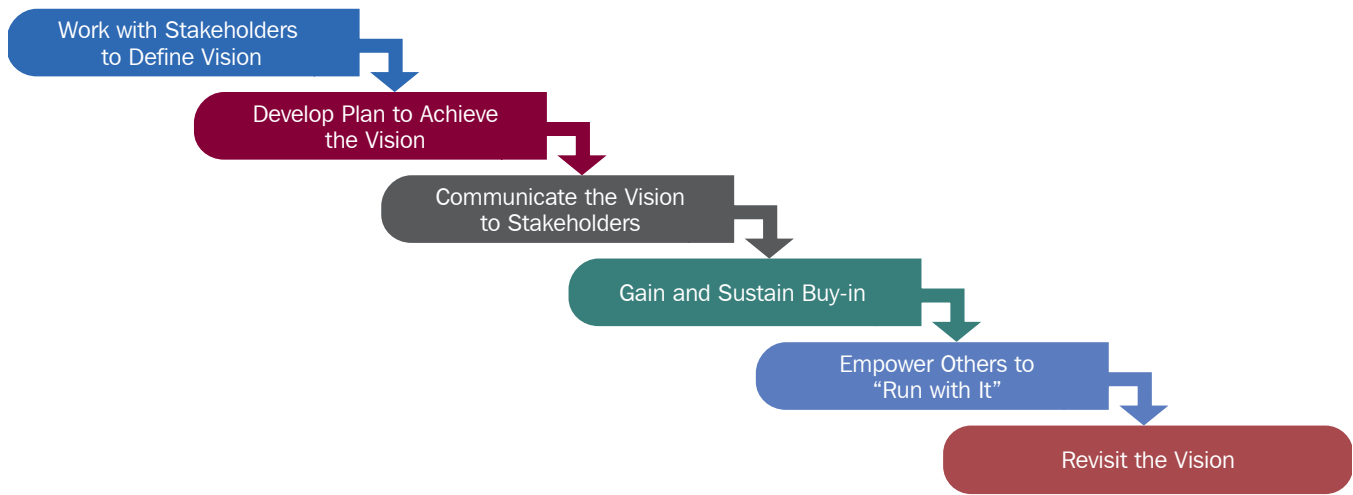 Work with Stakeholders
to Define Vision
Develop Plan to Achieve
the Vision
Communicate the Vision
to Stakeholders
Gain and Sustain Buy-in
Empower Others to
“Run with It”
Revisit the Vision